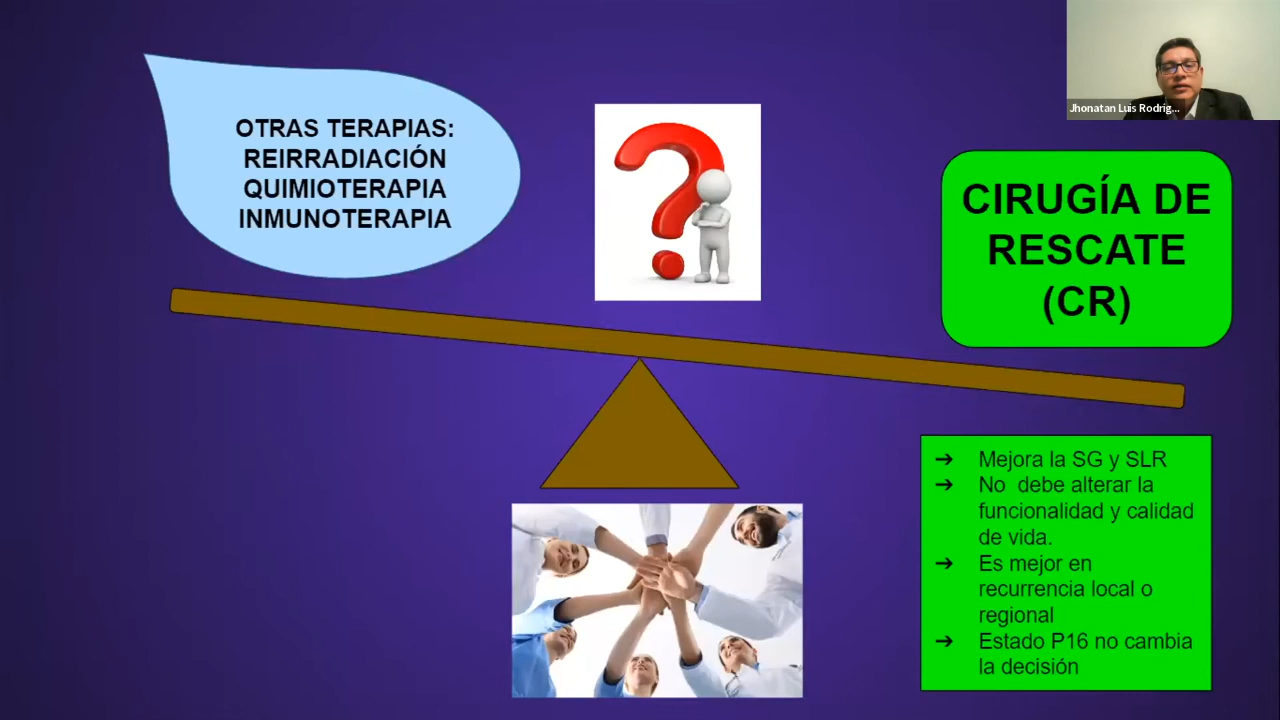 Jhonatan Luis Rodrig...
OTRAS TERAPIAS:
REIRRADIACIÓN
QUIMIOTERAPIA
INMUNOTERAPIA
CIRUGÍA DE
RESCATE
(CR)
➔ Mejora la SG y SLR
➔ No debe alterar la
funcionalidad y calidad
de vida.
➔ Es mejor en
recurrencia local o
regional
➔ Estado P16 no cambia
la decisión